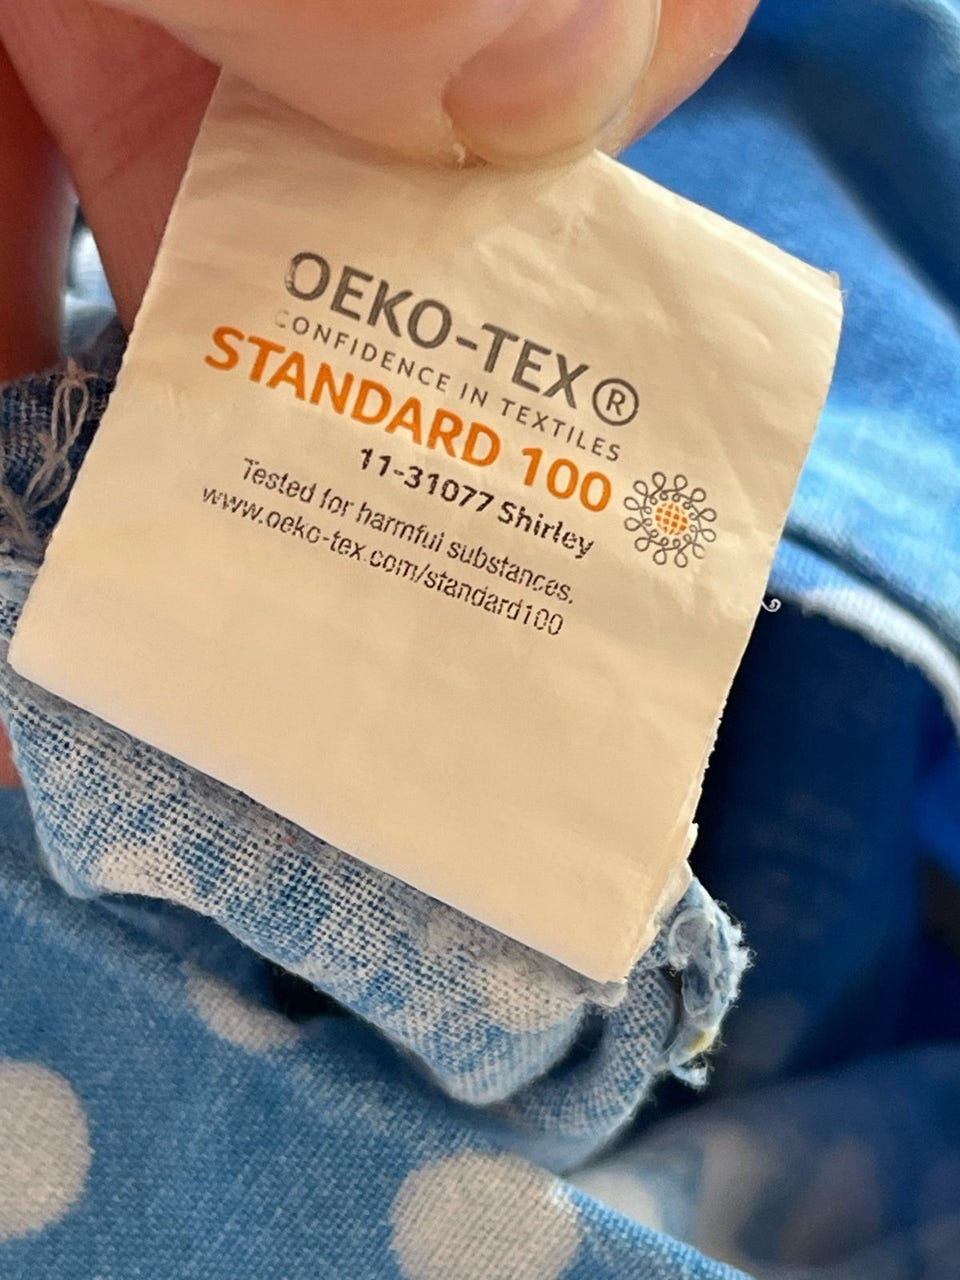 OEKO-TEX®
CONFIDENCE IN TEXTILES
STANDARD 100
11-31077 Shirley
Tested for harmful substances.
www.oeko-tex.com/standard100